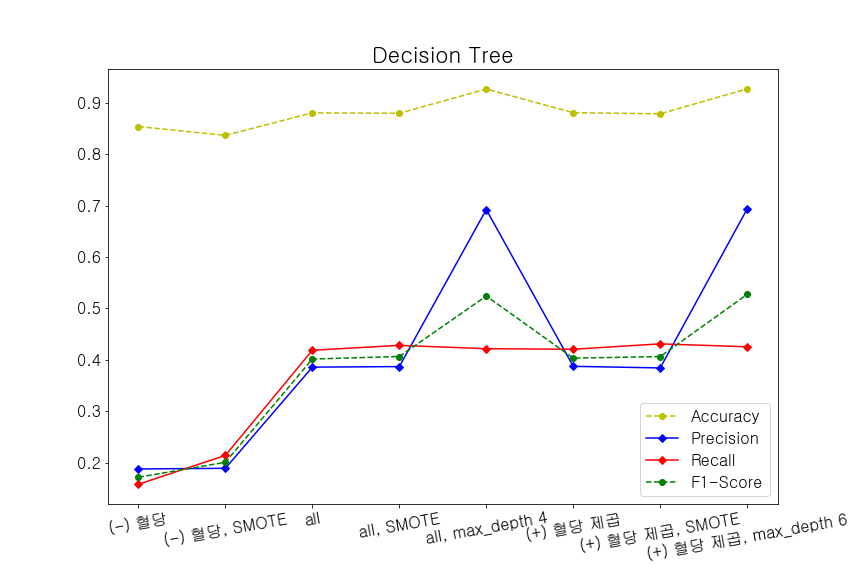 Decision Tree
0.9
0.8
0.7
0.6
0.5
0.4
0.3
0.2
Accuracy
Precision
Recall
F1-Score
(-) 혈당
(-) 혈당, SMOTE
all
all, SMOTE
all, max_depth 4
(+) 혈당 제곱
(+) 혈당 제곱, SMOTE
(+) 혈당 제곱, max_depth 6